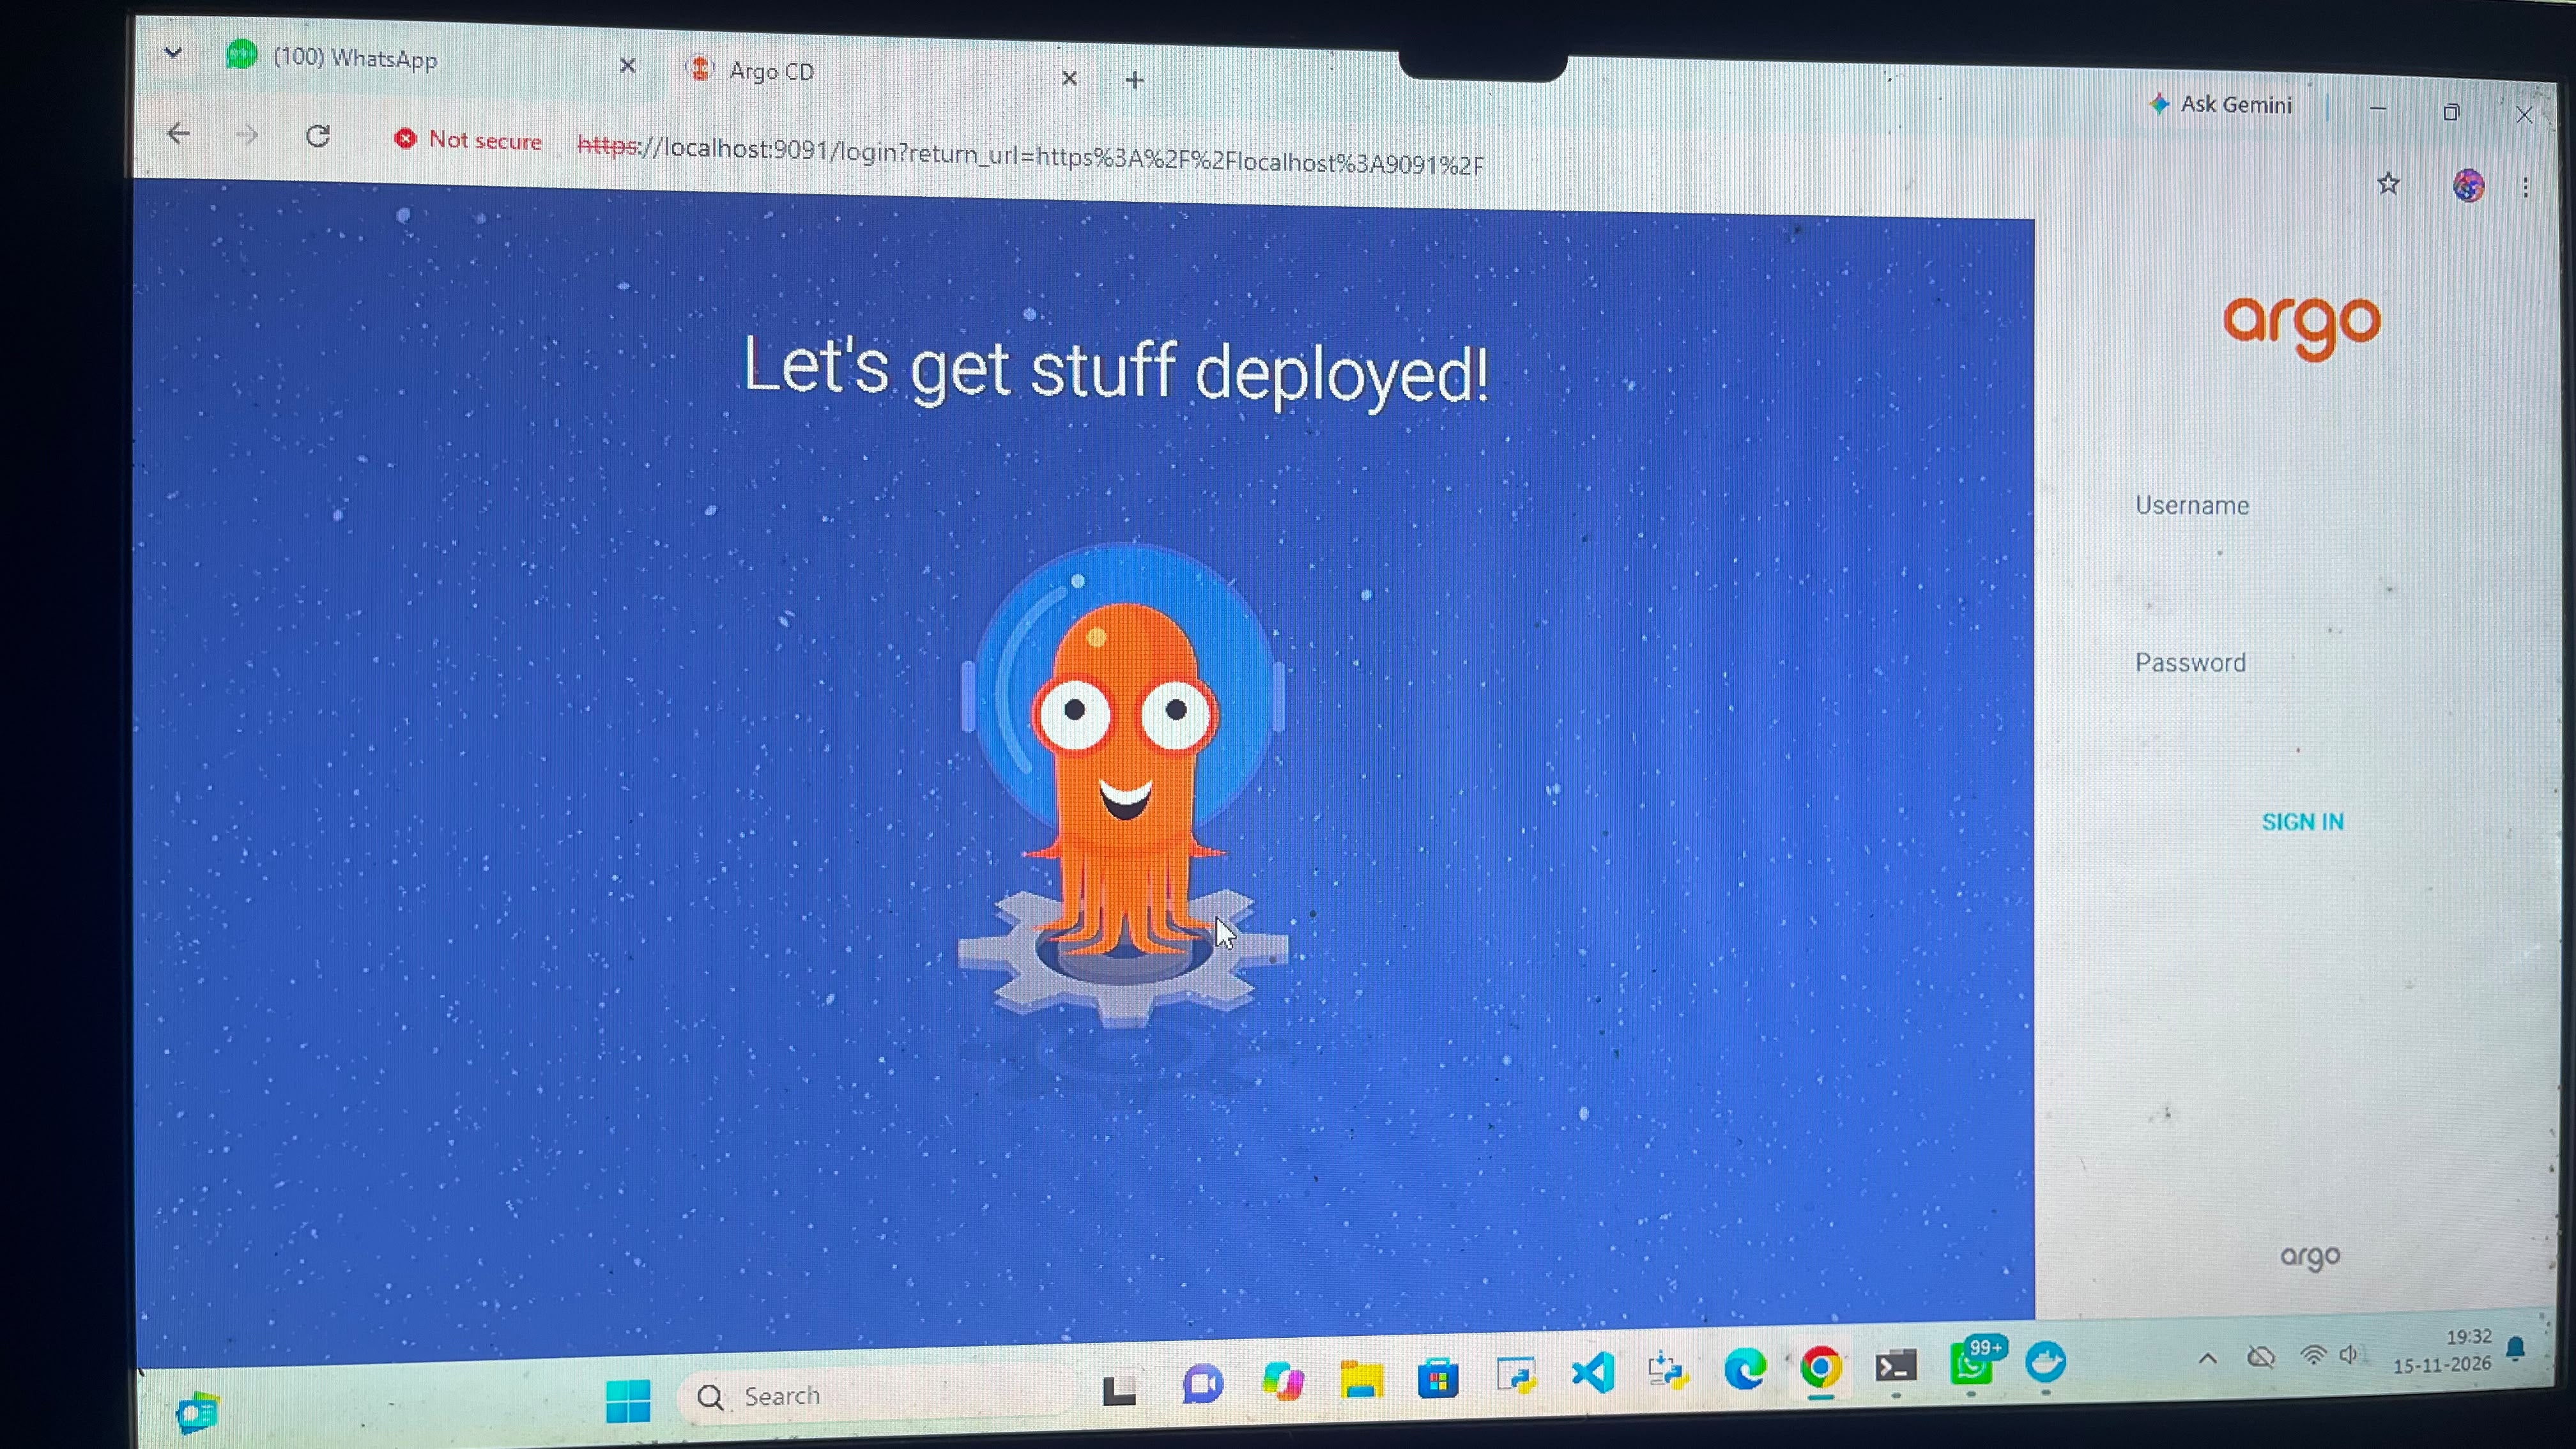 (100) WhatsApp
Argo CD
Ask Gemini
Not secure
https://localhost:9091/login?return_url=https%3A%2F%2Flocalhost%3A9091%2F
Let's get stuff deployed!
argo
Username
Password
SIGN IN
argo
Search
99+
19:32
15-11-2026